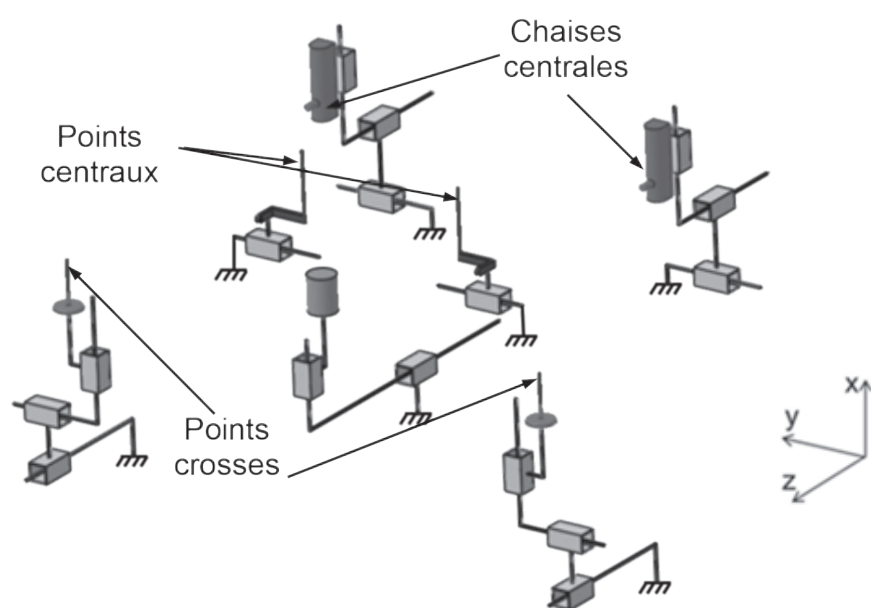 Chaises
centrales
Points
centraux
Points
crosses
x
y
z